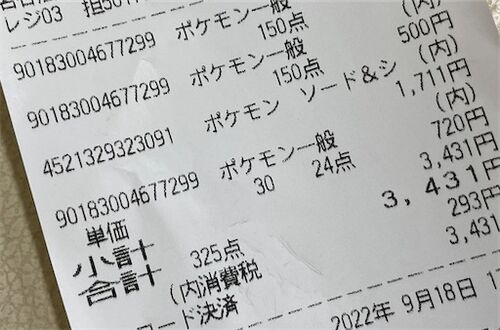 レジ03
90183004677299 ポケモン一般
150点
90183004677299 ポケモン一般 (内)
150点 500円
4521329323091 ポケモン ソード&シ (内)
1,711円
90183004677299 ポケモン一般 (内)
単価 30 24点 720円
小計 325点 3,431円
合計 3,431円
(内消費税 293円
ード決済 3,431
2022年 9月18日